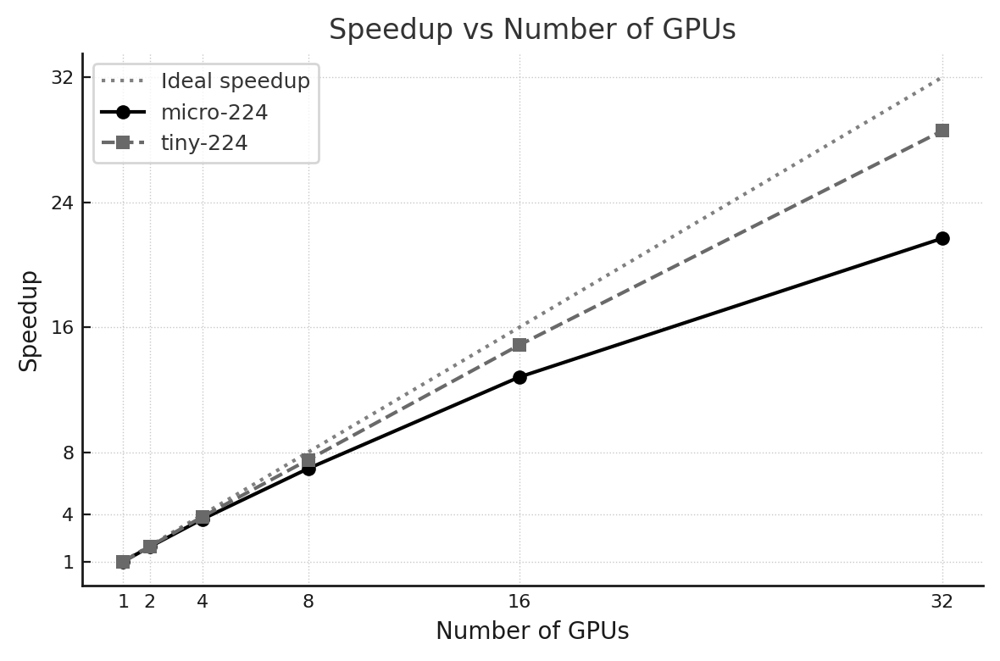 Speedup vs Number of GPUs
Ideal speedup
micro-224
tiny-224
Speedup
32
24
16
8
4
1
1 2 4 8 16 32
Number of GPUs